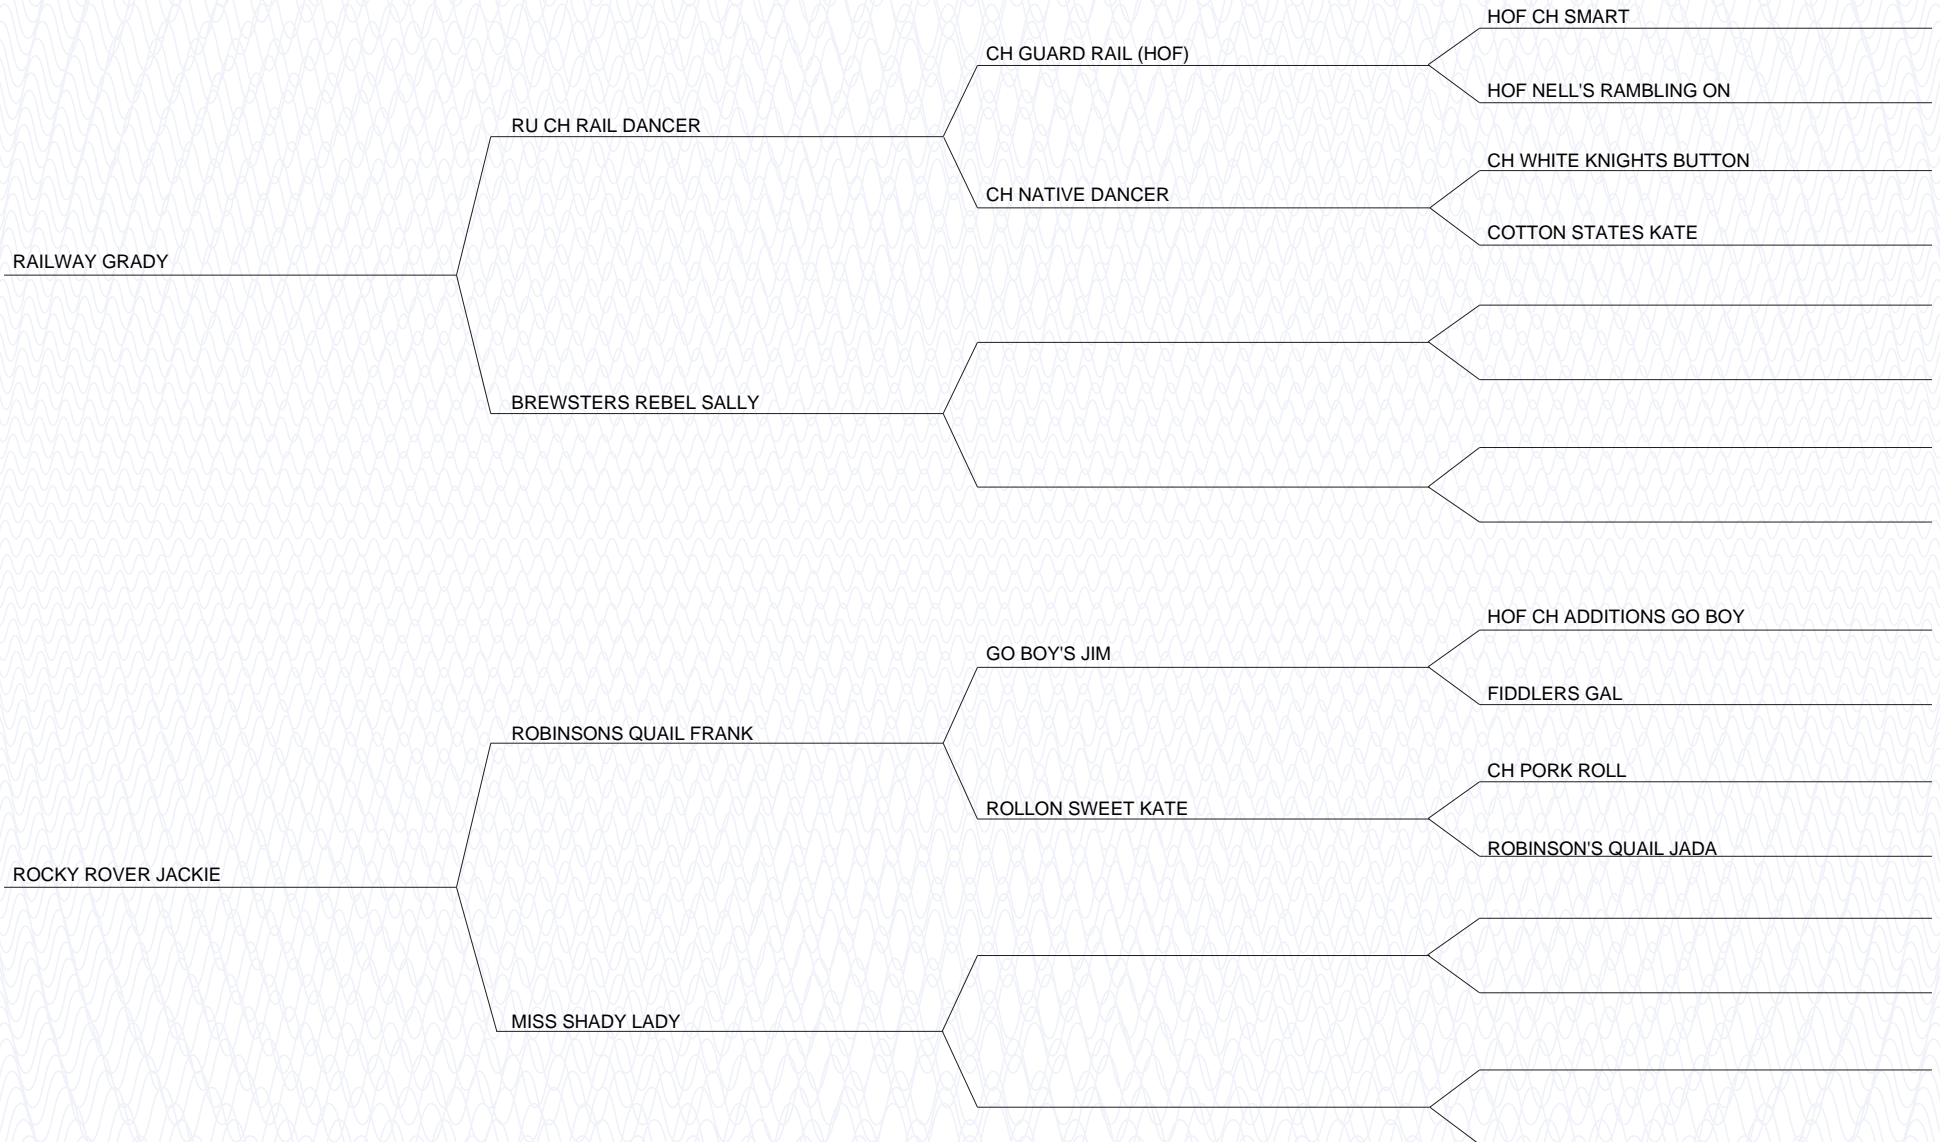 HOF CH SMART
CH GUARD RAIL (HOF)
HOF NELL'S RAMBLING ON
RU CH RAIL DANCER
CH WHITE KNIGHTS BUTTON
CH NATIVE DANCER
COTTON STATES KATE
RAILWAY GRADY
BREWSTERS REBEL SALLY
HOF CH ADDITIONS GO BOY
GO BOY'S JIM
FIDDLERS GAL
ROBINSONS QUAIL FRANK
CH PORK ROLL
ROLLON SWEET KATE
ROBINSON'S QUAIL JADA
ROCKY ROVER JACKIE
MISS SHADY LADY